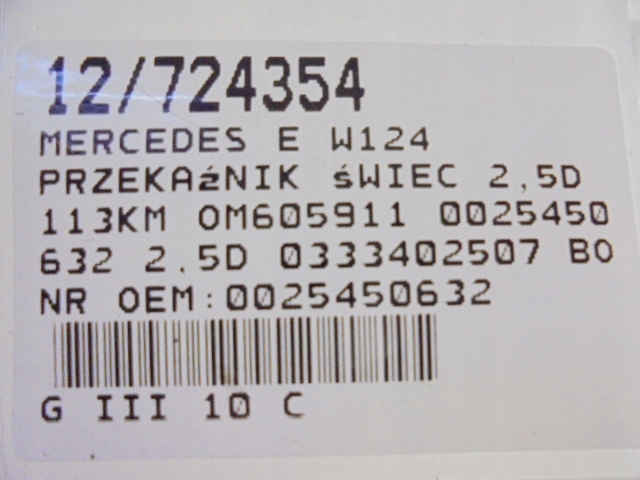 12/724354
MERCEDES E W124
PRZEKAźNIK śWIEC 2,5D
113KM OM605911 0025450
632 2.5D 0333402507 BO
NR OEM:0025450632
G III 10 C